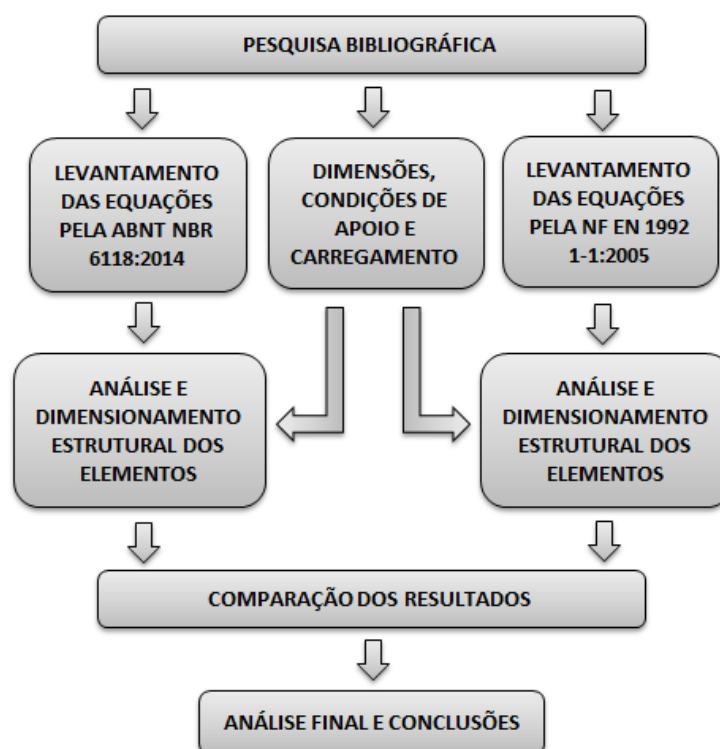 PESQUISA BIBLIOGRÁFICA
LEVANTAMENTO
DAS EQUAÇÕES
PELA ABNT NBR
6118:2014
DIMENSÕES,
CONDIÇÕES DE
APOIO E
CARREGAMENTO
LEVANTAMENTO
DAS EQUAÇÕES
PELA NF EN 1992
1-1:2005
ANÁLISE E
DIMENSIONAMENTO
ESTRUTURAL DOS
ELEMENTOS
ANÁLISE E
DIMENSIONAMENTO
ESTRUTURAL DOS
ELEMENTOS
COMPARAÇÃO DOS RESULTADOS
ANÁLISE FINAL E CONCLUSÕES